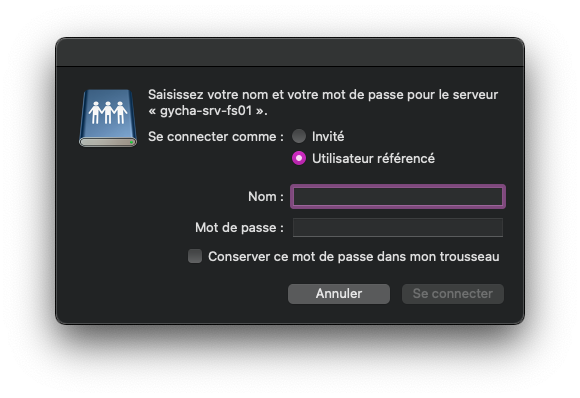 Saisissez votre nom et votre mot de passe pour le serveur
« gycha-srv-fs01 ».
Se connecter comme : Invité
Utilisateur référencé
Nom :
Mot de passe :
Conserver ce mot de passe dans mon trousseau
Annuler Se connecter